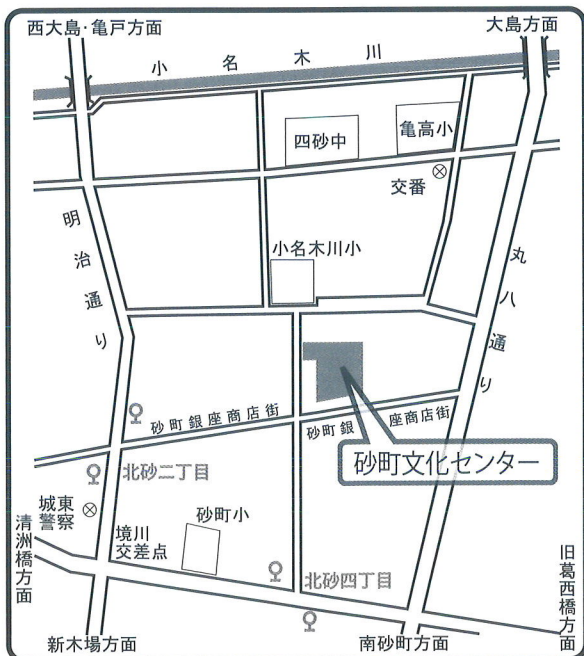 西大島・亀戸方面
大島方面
小名木川
四砂中
亀高小
交番
明治通り
小名木川小
丸八通り
砂町銀座商店街
砂町銀座商店街
砂町文化センター
北砂二丁目
城東
警察
砂町小
境川
交差点
清洲橋方面
北砂四丁目
旧葛西橋方面
新木場方面
南砂町方面